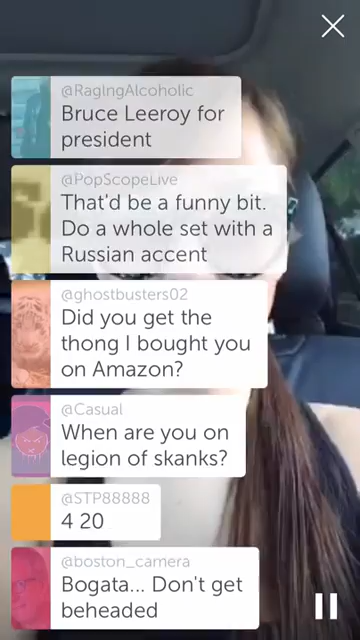 @RagIngAlcoholic
Bruce Leeroy for
president
@PopScopeLive
That'd be a funny bit.
Do a whole set with a
Russian accent
@ghostbusters02
Did you get the
thong I bought you
on Amazon?
@Casual
When are you on
legion of skanks?
@STP88888
4 20
@boston_camera
Bogata... Don't get
beheaded